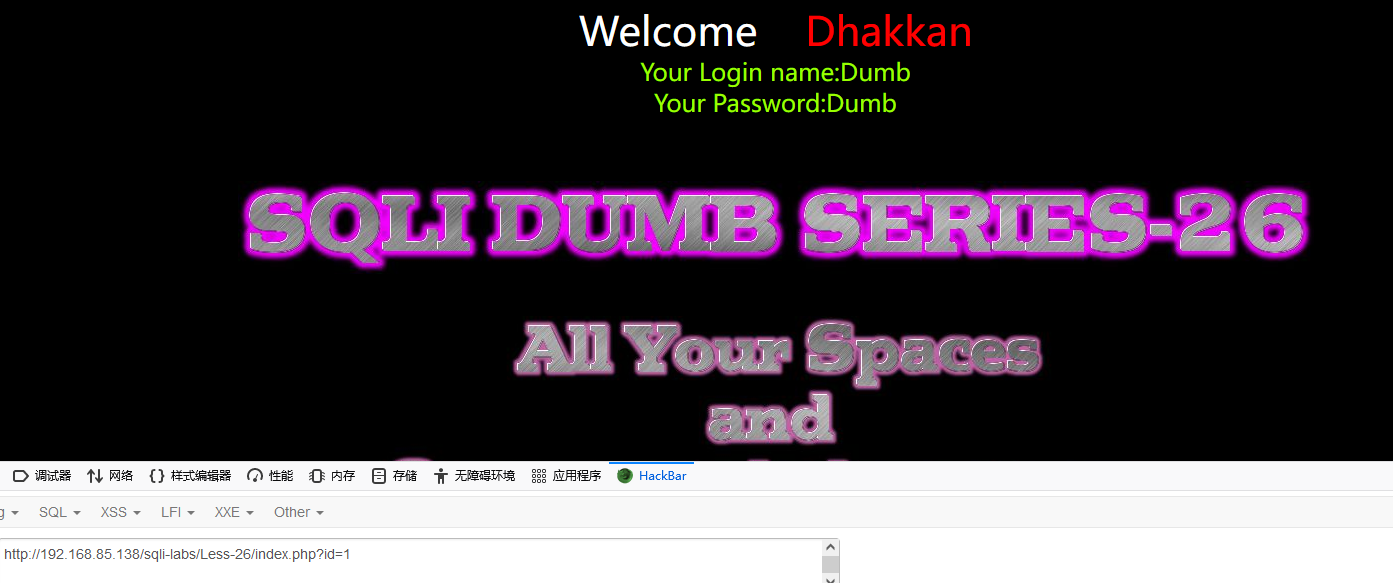 Welcome Dhakkan
Your Login name:Dumb
Your Password:Dumb
SQLI DUMB SERIES-26
All Your Spaces
and
调试器 网络 {} 样式编辑器 性能 内存 存储 无障碍环境 应用程序 HackBar
SQL XSS LFI XXE Other
http://192.168.85.138/sqli-labs/Less-26/index.php?id=1